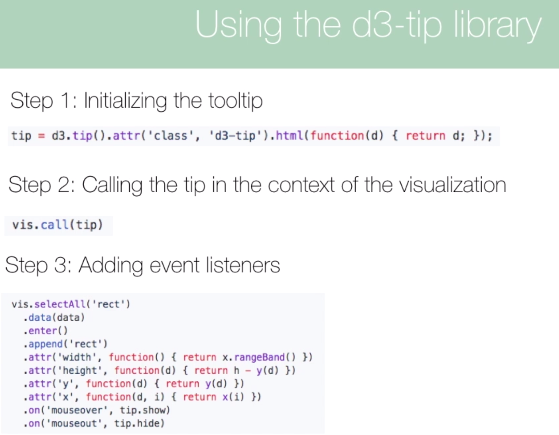 Using the d3-tip library
Step 1: Initializing the tooltip
tip = d3.tip().attr('class', 'd3-tip').html(function(d) { return d; });
Step 2: Calling the tip in the context of the visualization
vis.call(tip)
Step 3: Adding event listeners
vis.selectAll('rect')
.data(data)
.enter()
.append('rect')
.attr('width', function() { return x.rangeBand() })
.attr('height', function(d) { return h - y(d) })
.attr('y', function(d) { return y(d) })
.attr('x', function(d, i) { return x(i) })
.on('mouseover', tip.show)
.on('mouseout', tip.hide)